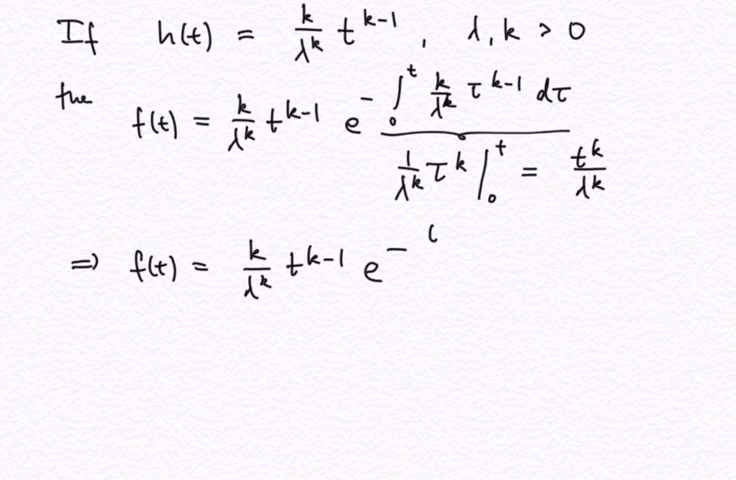 If h(t) = k/λ^k t^{k-1}, λ, k > 0
the f(t) = k/λ^k t^{k-1} e^{-∫_0^t k/λ^k τ^{k-1} dτ}
1/λ^k τ^k |_0^t = t^k/λ^k
⇒ f(t) = k/λ^k t^{k-1} e^{-(}